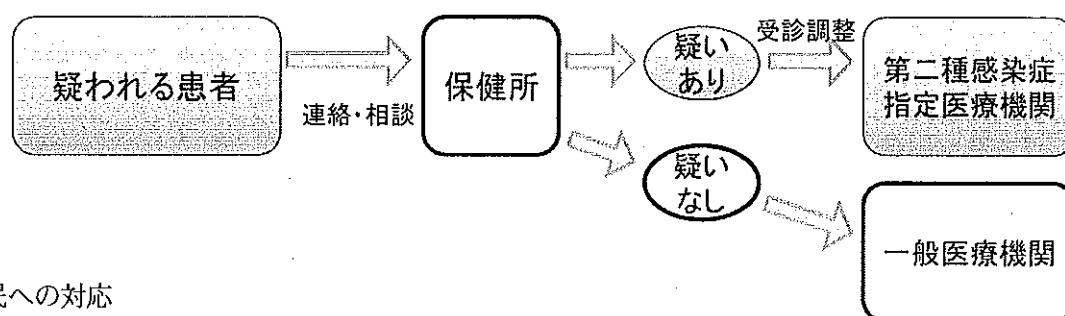 疑われる患者
連絡・相談
保健所
疑い
あり
受診調整
第二種感染症
指定医療機関
疑い
なし
一般医療機関
への対応